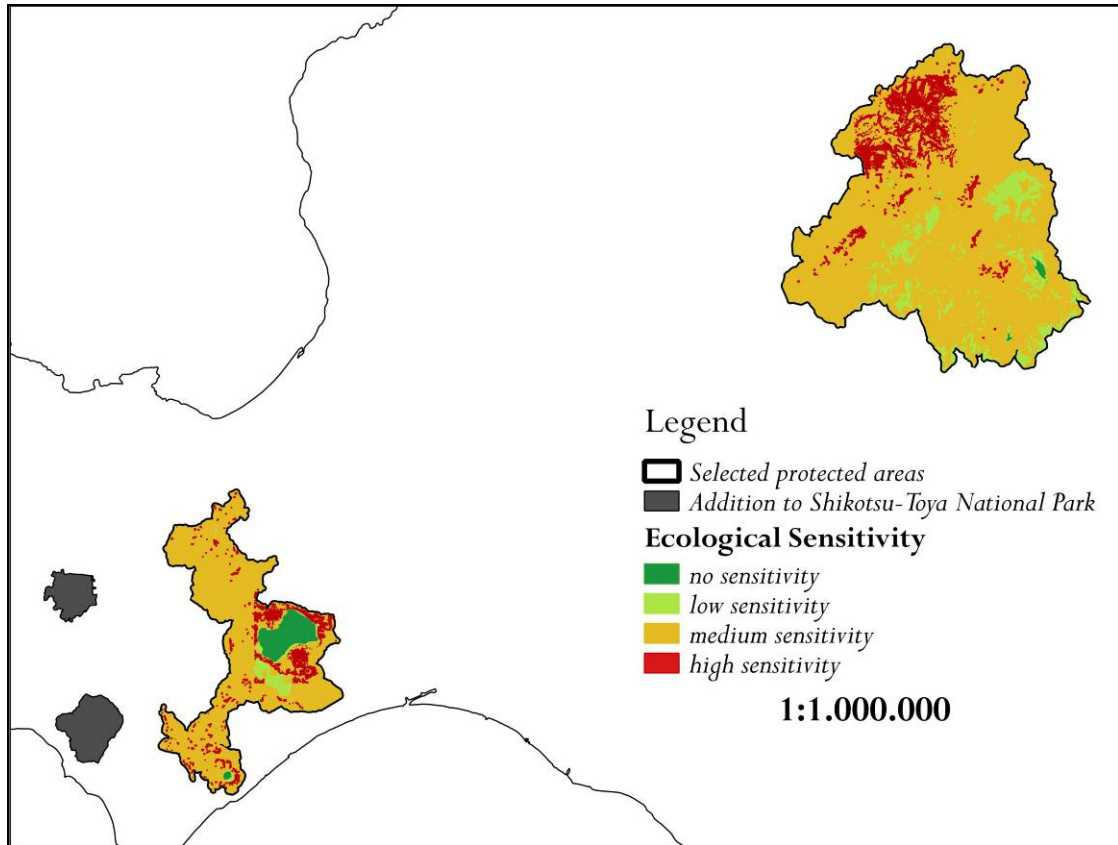 Legend
Selected protected areas
Addition to Shikotsu-Toya National Park
Ecological Sensitivity
no sensitivity
low sensitivity
medium sensitivity
high sensitivity
1:1.000.000